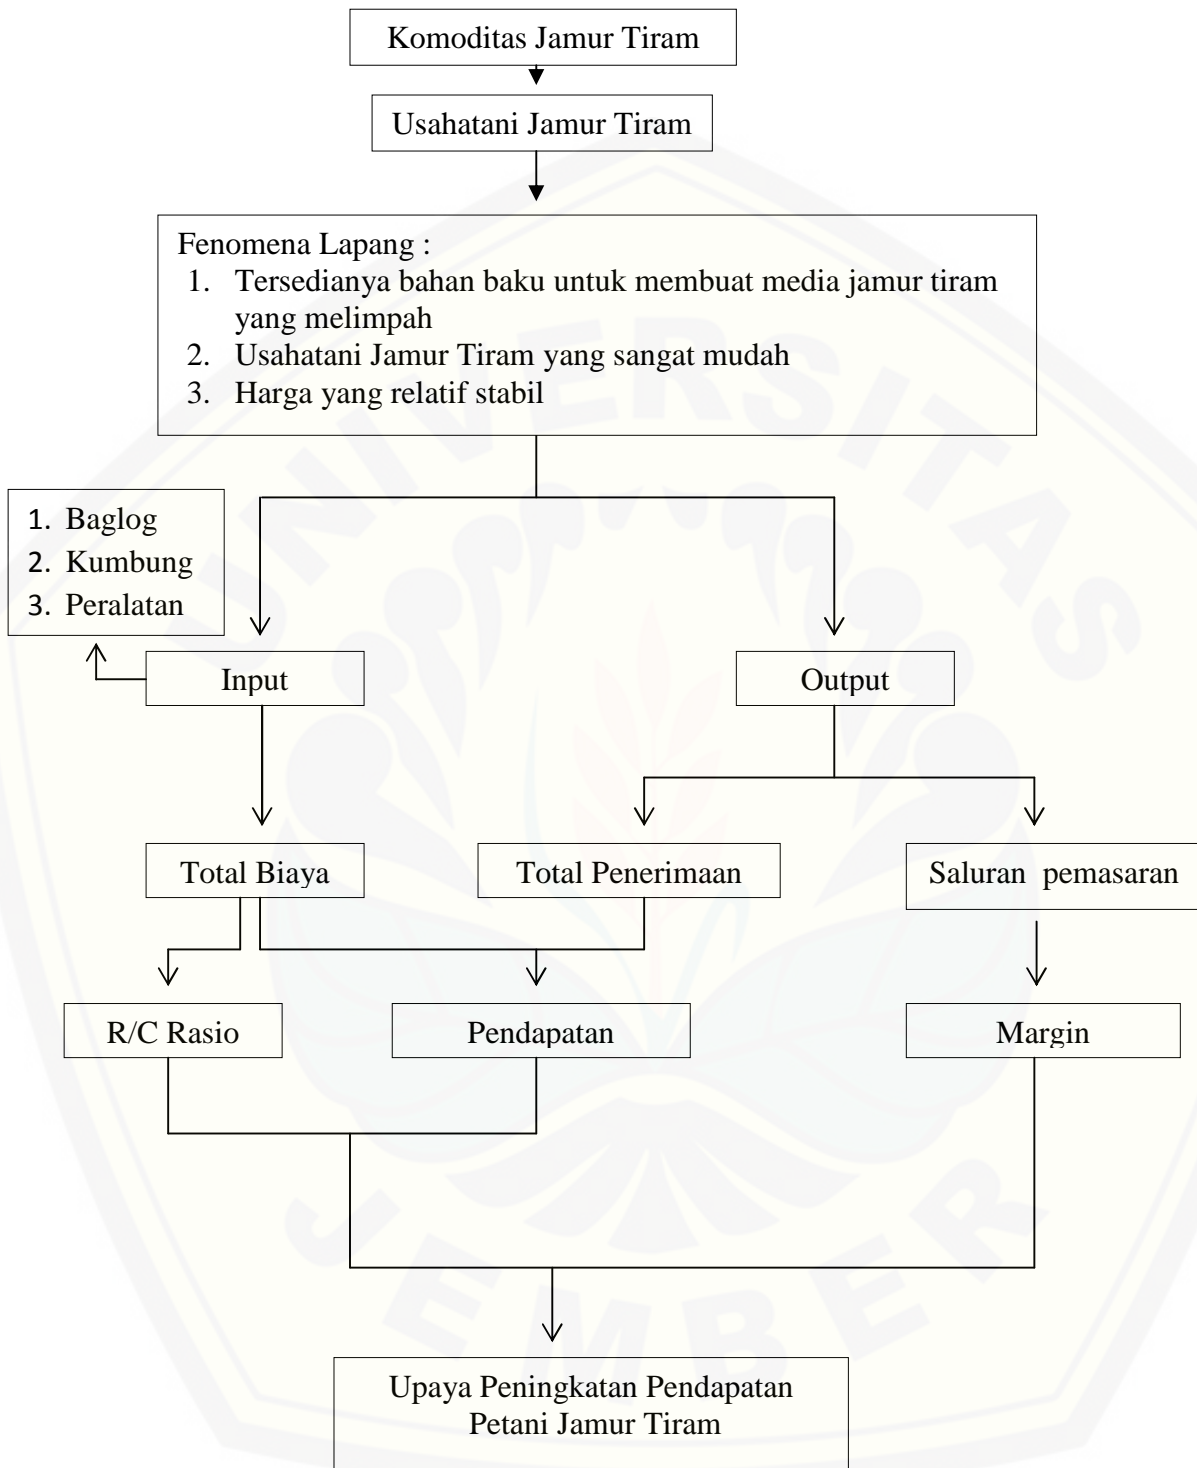 Komoditas Jamur Tiram
Usahatani Jamur Tiram
Fenomena Lapang :
1. Tersedianya bahan baku untuk membuat media jamur tiram
yang melimpah
2. Usahatani Jamur Tiram yang sangat mudah
3. Harga yang relatif stabil
1. Baglog
2. Kumbung
3. Peralatan
Input
Output
Total Biaya
Total Penerimaan
Saluran pemasaran
R/C Rasio
Pendapatan
Margin
Upaya Peningkatan Pendapatan
Petani Jamur Tiram
UNIVERSITAS
JEMBER